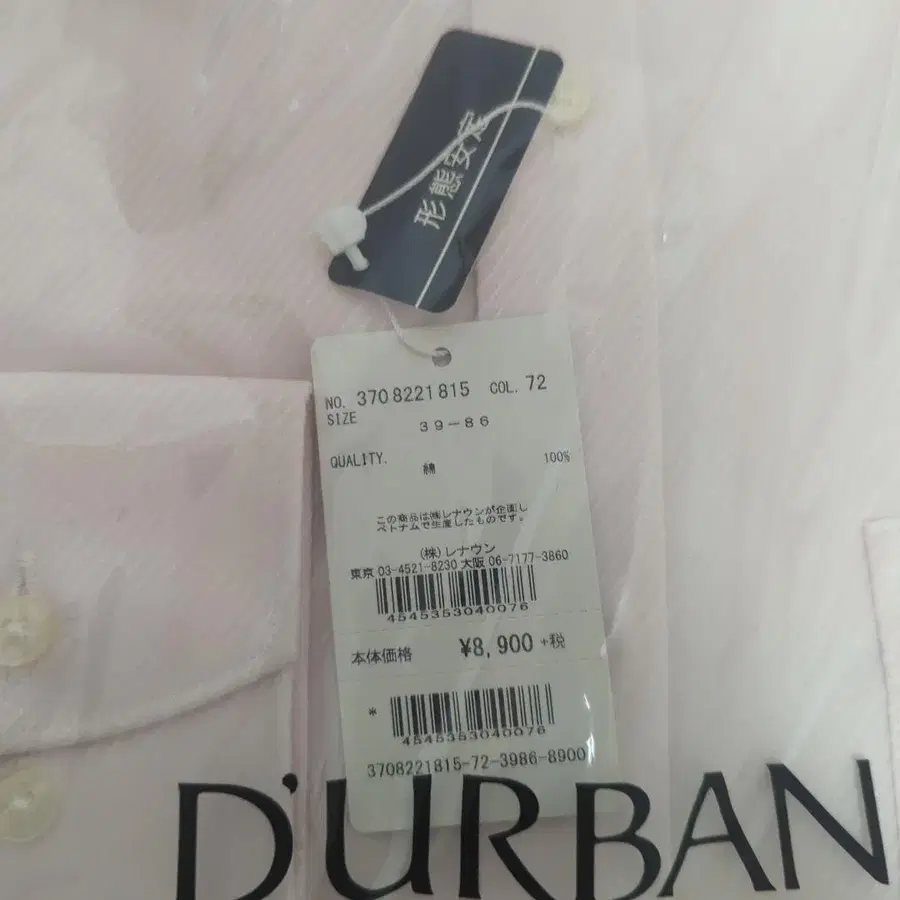 形態安定
NO. 3708221815 COL. 72
SIZE
39-86
QUALITY.
綿 100%
この商品は㈱レナウンが企画し
ベトナムで生産したものです。
(株)レナウン
東京 03-4521-8230 大阪 06-7177-3860
4545353040076
本体価格 ¥8,900 +税
*
4545353040076
3708221815-72-3986-8900
D'URBAN